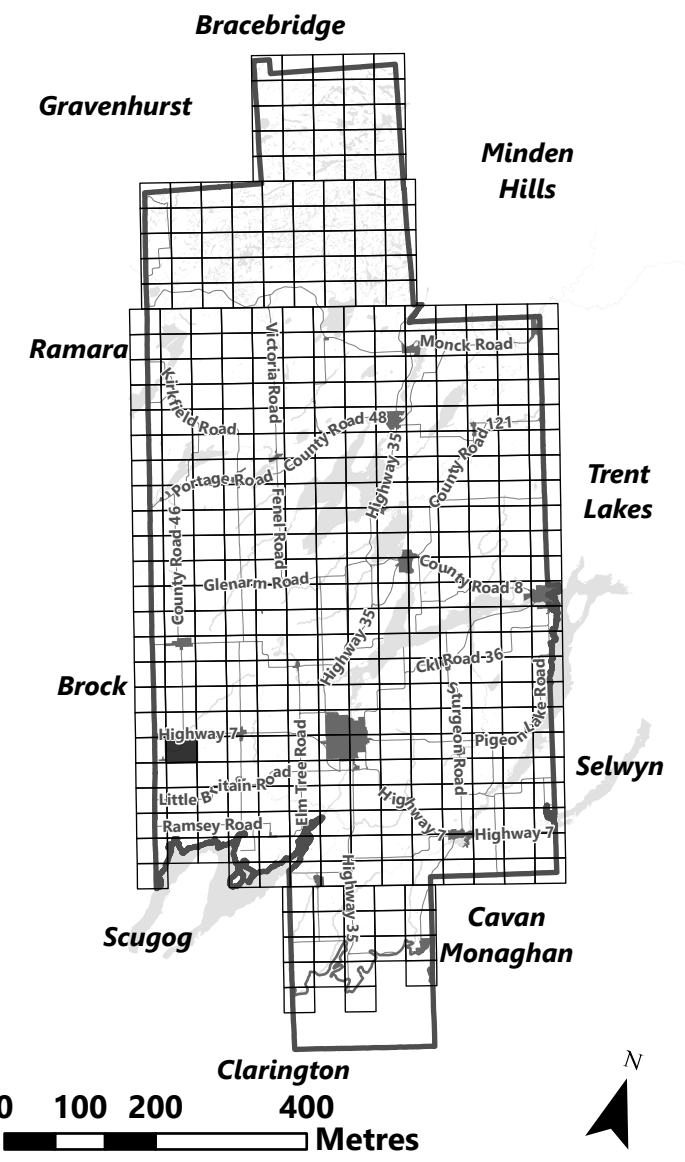 Bracebridge
Gravenhurst
Minden
Hills
Ramara
Victoria Road
Monck Road
Kirkfield Road
County Road 48
County Road 121
Highway 35
Portage Road
Trent
Lakes
Fenel Road
County Road 46
County Road 8
Glenarm Road
Highway 35
Ckl Road 36
Brock
Sturgeon Road
Pigeon Lake Road
Highway 7
Elm Tree Road
Selwyn
Little Britain Road
Highway 7
Ramsey Road
Highway 7
Highway 35
Scugog
Cavan
Monaghan
Clarington
N
0 100 200 400
Metres